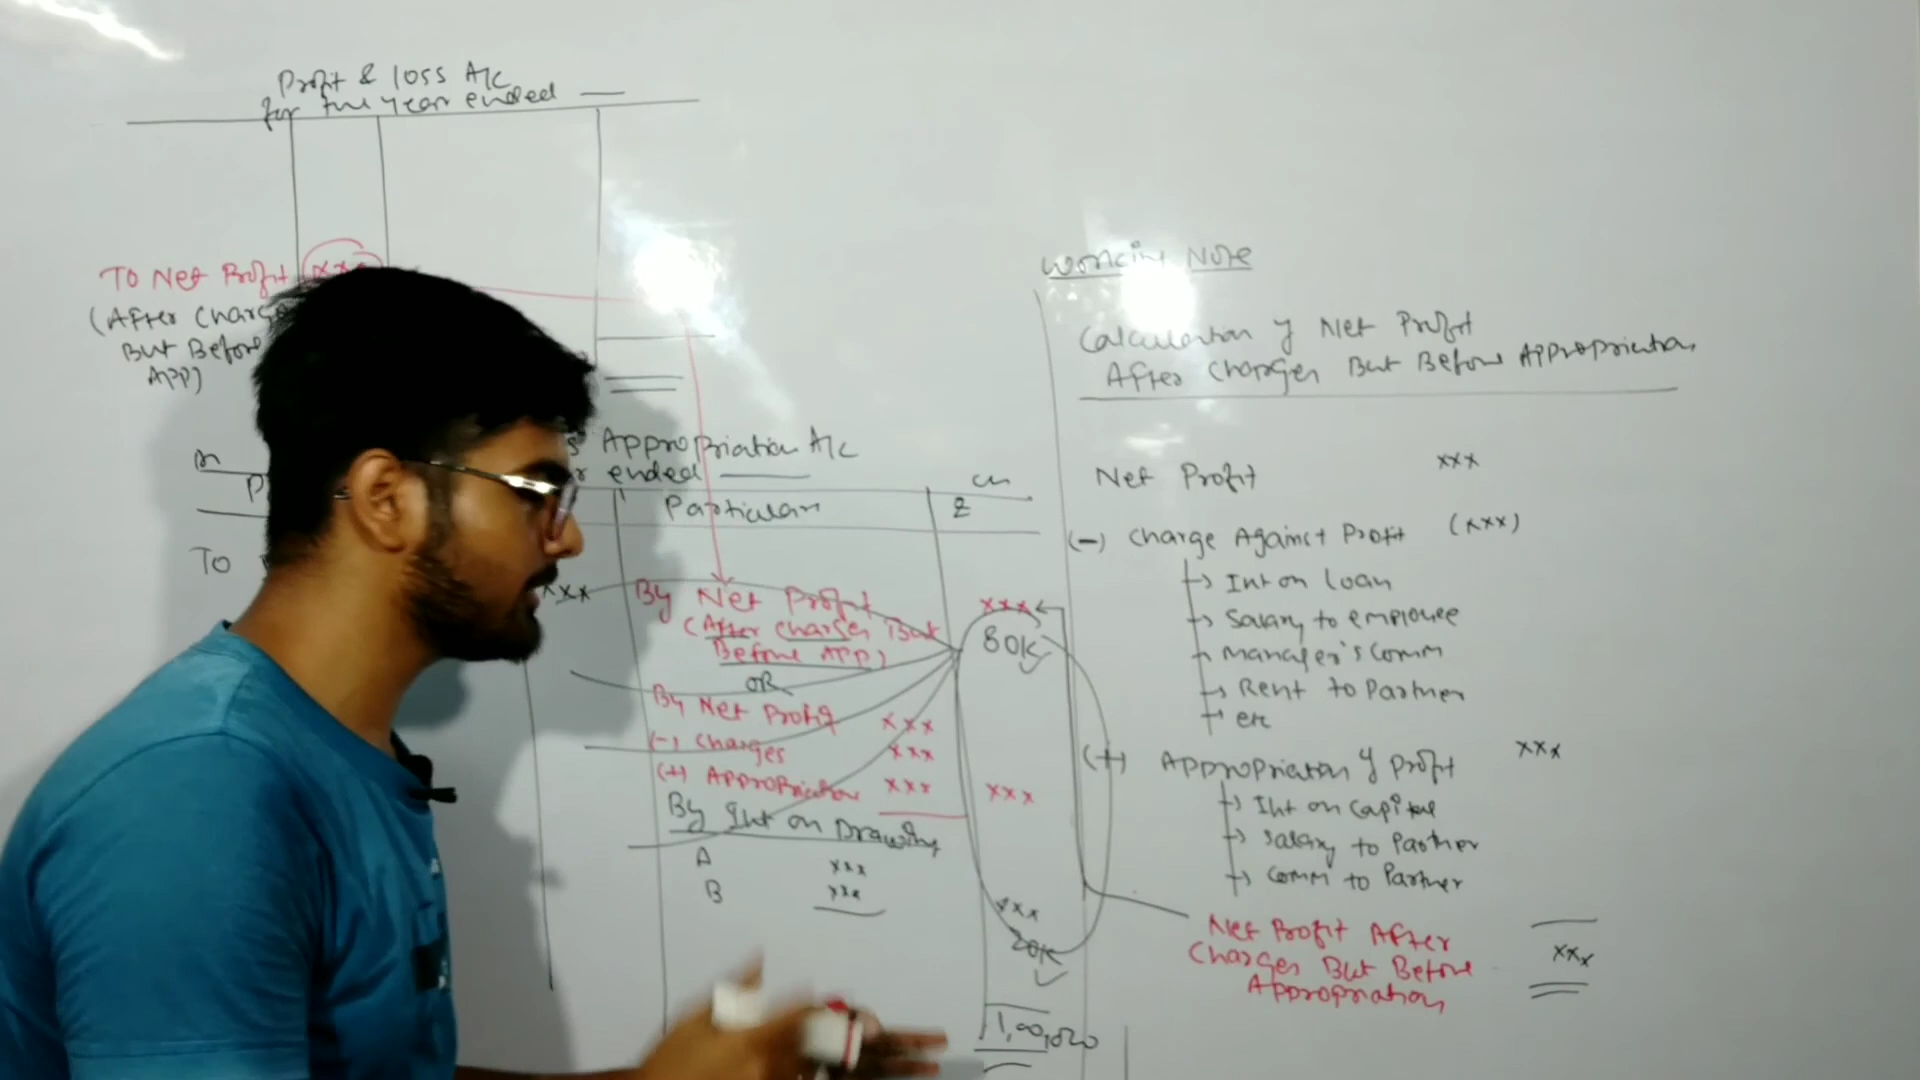 Profit & loss A/c
for the year ended —
To Net Profit xxx
(After Charge
But Before
APP)
Appropriation A/c
ended —
Dr
Cr
Particulars
₹
To
xxx
By Net Profit xxx
(After Charges But
Before APP)
80K
OR
By Net Profit xxx
(-) Charges xxx
(+) Appropriation xxx xxx
By Int on Drawing
A xxx
B xxx
xxx
20K
1,00,000
Working Note
Calculation of Net Profit
After Charges But Before Appropriation
Net Profit xxx
(-) Charge Against Profit (xxx)
→ Int on Loan
→ Salary to employee
→ Manager's Comm
→ Rent to Partner
→ etc
(+) Appropriation of Profit xxx
→ Int on Capital
→ Salary to Partner
→ Comm to Partner
Net Profit After
Charges But Before xxx
Appropriation